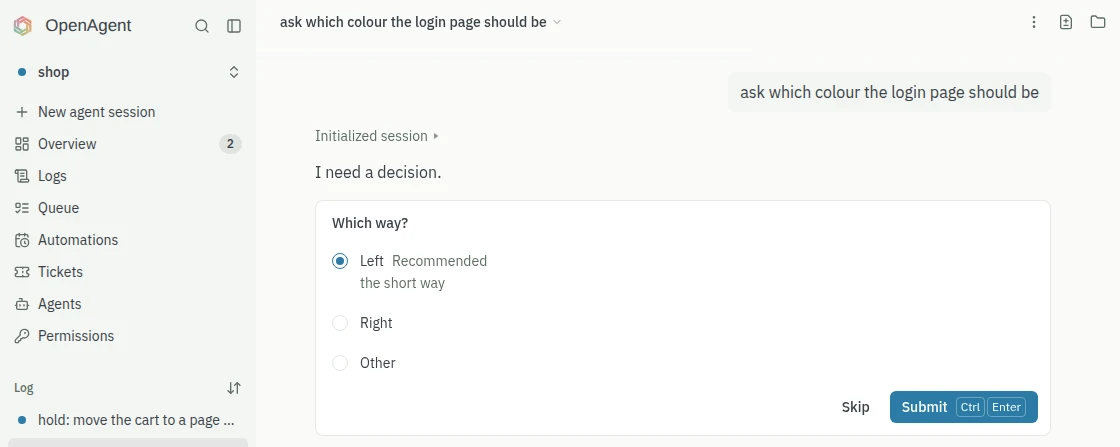 OpenAgent
shop
New agent session
Overview 2
Logs
Queue
Automations
Tickets
Agents
Permissions
Log
hold: move the cart to a page ...
ask which colour the login page should be
ask which colour the login page should be
Initialized session
I need a decision.
Which way?
Left Recommended
the short way
Right
Other
Skip Submit Ctrl Enter